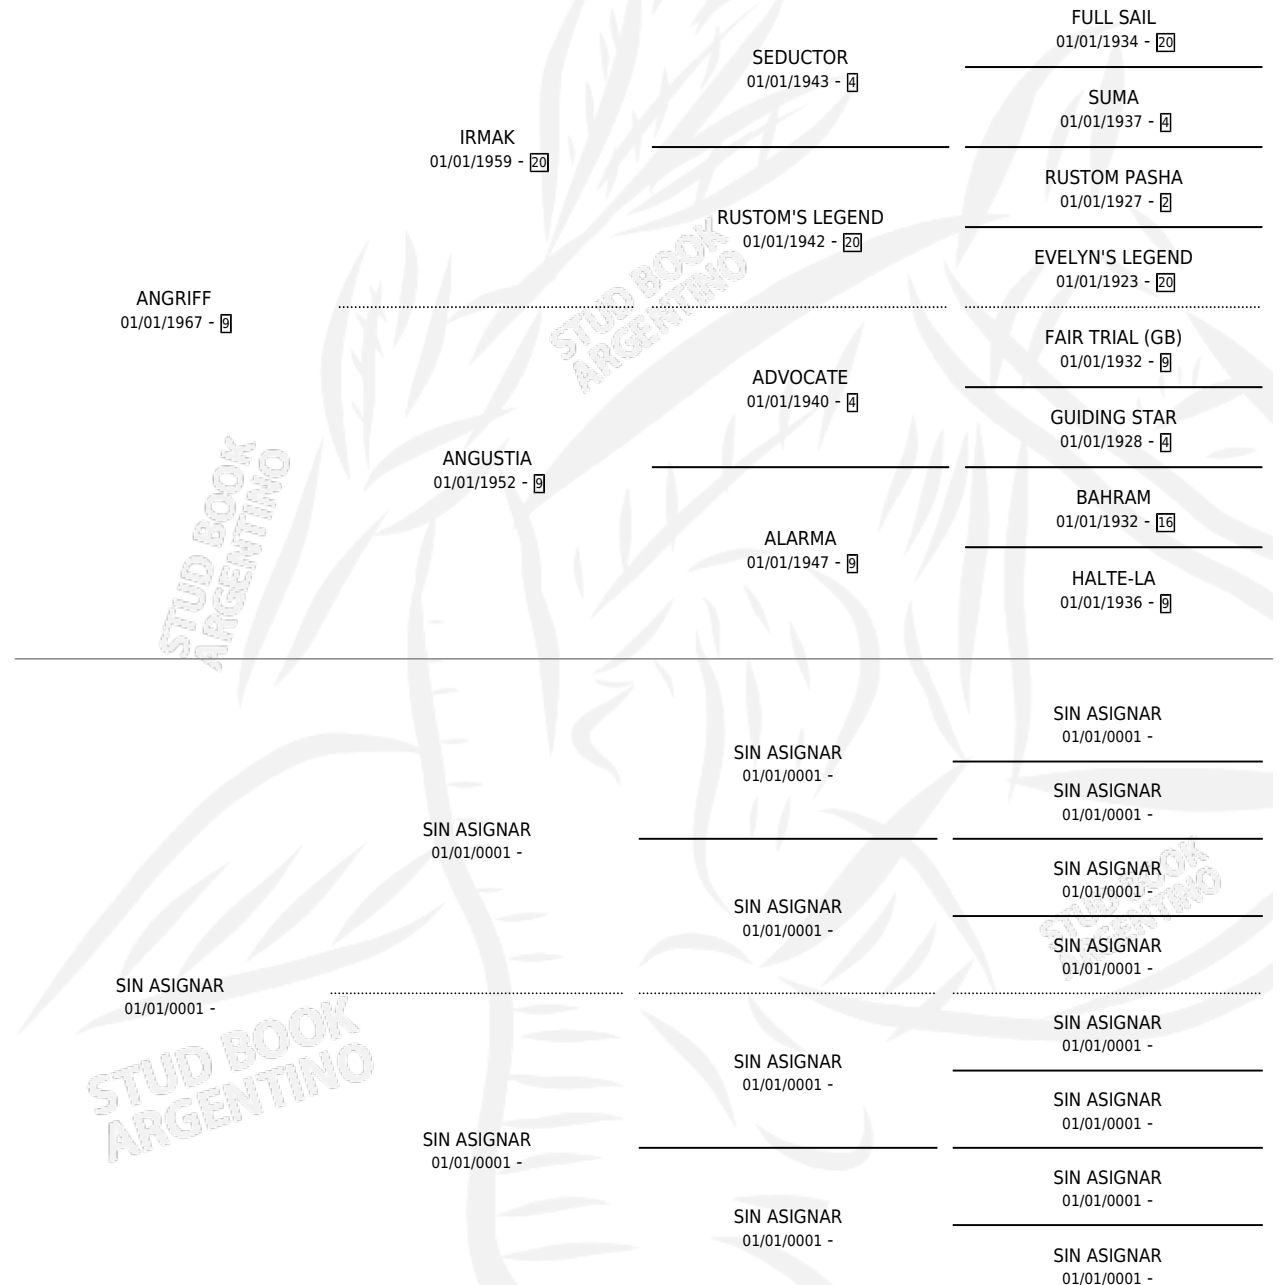 FULL SAIL
01/01/1934 - 20
SEDUCTOR
01/01/1943 - 4
SUMA
01/01/1937 - 4
IRMAK
01/01/1959 - 20
RUSTOM PASHA
01/01/1927 - 2
RUSTOM'S LEGEND
01/01/1942 - 20
EVELYN'S LEGEND
01/01/1923 - 20
ANGRIFF
01/01/1967 - 9
FAIR TRIAL (GB)
01/01/1932 - 9
ADVOCATE
01/01/1940 - 4
GUIDING STAR
01/01/1928 - 4
ANGUSTIA
01/01/1952 - 9
BAHRAM
01/01/1932 - 16
ALARMA
01/01/1947 - 9
HALTE-LA
01/01/1936 - 9
STUD BOOK
ARGENTINO
STUD BOOK
ARGENTINO
SIN ASIGNAR
01/01/0001 -
SIN ASIGNAR
01/01/0001 -
SIN ASIGNAR
01/01/0001 -
SIN ASIGNAR
01/01/0001 -
SIN ASIGNAR
01/01/0001 -
SIN ASIGNAR
01/01/0001 -
SIN ASIGNAR
01/01/0001 -
SIN ASIGNAR
01/01/0001 -
SIN ASIGNAR
01/01/0001 -
SIN ASIGNAR
01/01/0001 -
SIN ASIGNAR
01/01/0001 -
SIN ASIGNAR
01/01/0001 -
SIN ASIGNAR
01/01/0001 -
SIN ASIGNAR
01/01/0001 -
SIN ASIGNAR
01/01/0001 -
STUD BOOK
ARGENTINO
STUD BOOK
ARGENTINO